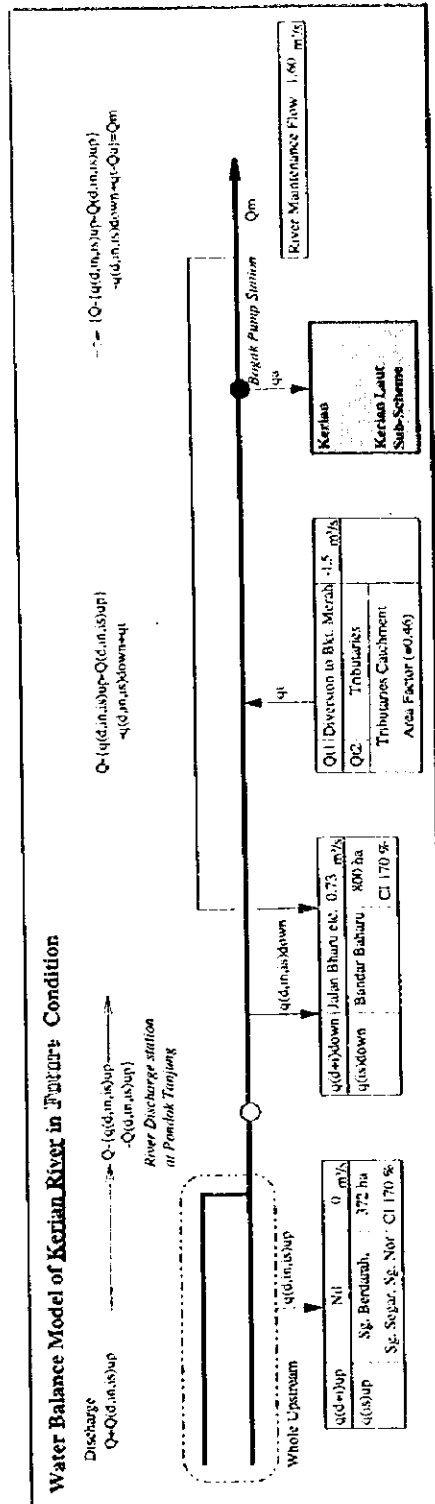 Water Balance Model of Kerian River in Future Condition
Discharge
Q+Q(d,in,is)up
Q-{q(d,in,is)up
-Q(d,in,is)up}
Q-{q(d,in,is)up-Q(d,in,is)up}
-q(d,in,is)down+qt
{Q-{q(d,in,is)up-Q(d,in,is)up}
-q(d,in,is)down+qt-Qu}=Qm
River Discharge station
at Pondok Tanjung
Whole Upstream
q(d,in,is)up
q(d,in,is)down
qt
Bogak Pump Station
qu
Qm
q(d+i)up Nil 0 m³/s
q(is)up Sg. Berdarah, 372 ha
Sg. Segar, Sg. Nor CI 170 %
q(d+i)down Jalan Bharu etc. 0.73 m³/s
q(is)down Bandar Baharu 800 ha
CI 170 %
Qt1 Diversion to Bkt. Merah -1.5 m³/s
Qt2 Tributaries
Tributaries Catchment
Area Factor (=0.46)
Kerian
Kerian Laut
Sub-Scheme
River Maintenance Flow 1.60 m³/s